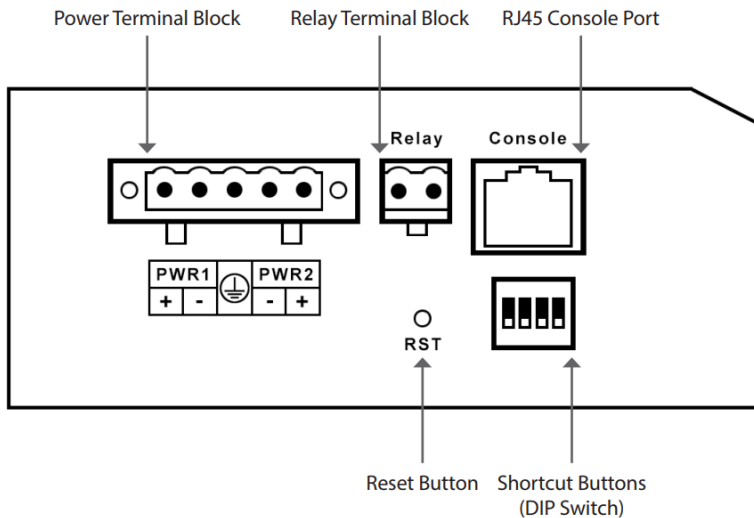 Power Terminal Block
Relay Terminal Block
RJ45 Console Port
Relay
Console
PWR1
PWR2
+ - - +
RST
Reset Button
Shortcut Buttons
(DIP Switch)